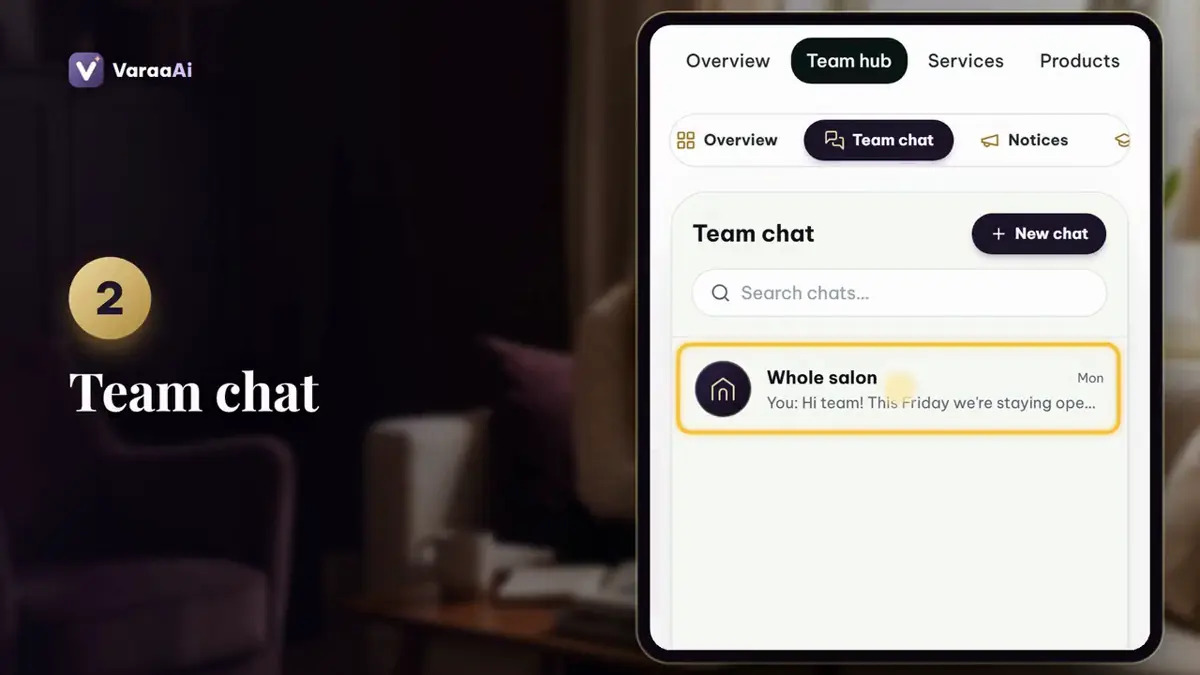 VaraaAi
2
Team chat
Overview Team hub Services Products
Overview Team chat Notices
Team chat
+ New chat
Search chats...
Whole salon
Mon
You: Hi team! This Friday we're staying ope...